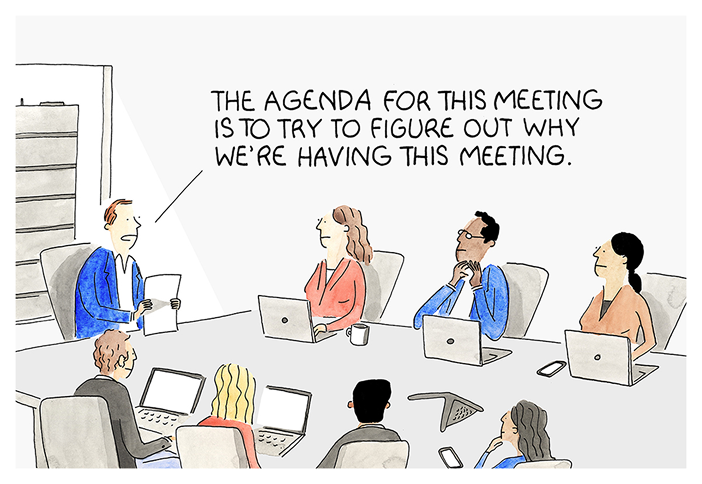 THE AGENDA FOR THIS MEETING
IS TO TRY TO FIGURE OUT WHY
WE'RE HAVING THIS MEETING.